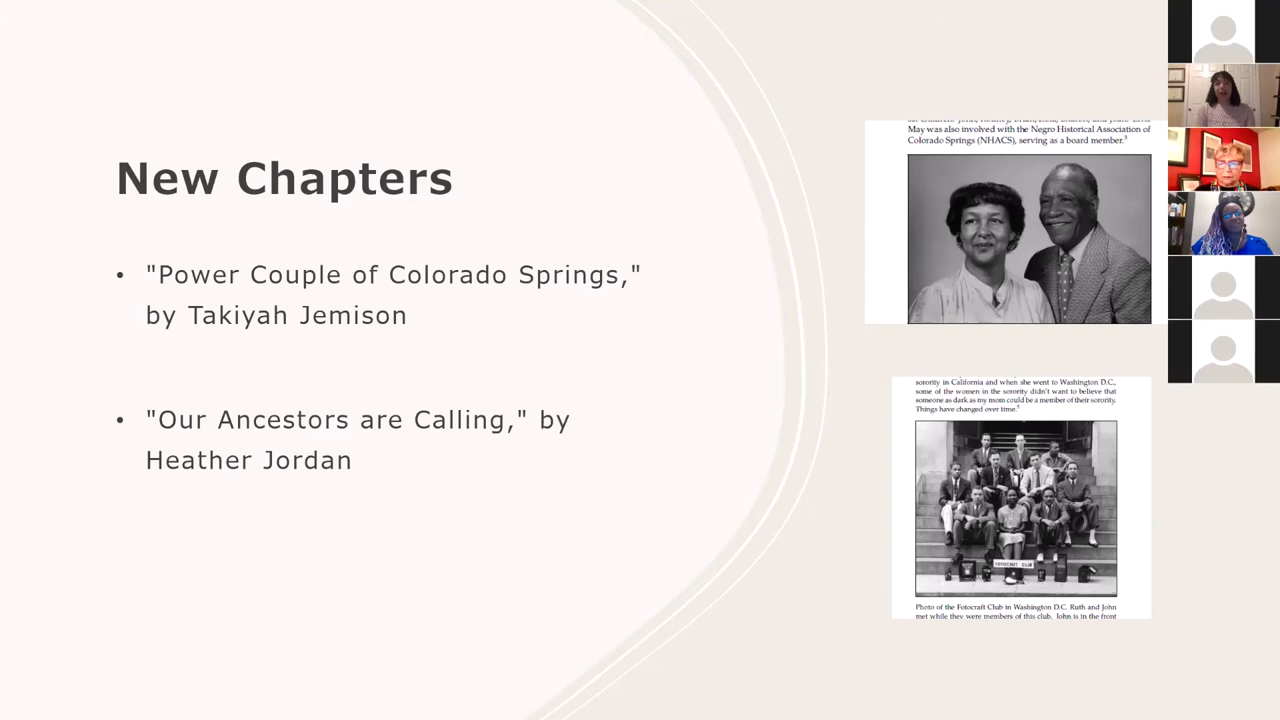 New Chapters
• "Power Couple of Colorado Springs,"
by Takiyah Jemison
• "Our Ancestors are Calling," by
Heather Jordan
May was also involved with the Negro Historical Association of
Colorado Springs (NHACS), serving as a board member.5
sorority in California and when she went to Washington D.C.,
some of the women in the sorority didn't want to believe that
someone as dark as my mom could be a member of their sorority.
Things have changed over time.5
FOTOCRAFT CLUB
Photo of the Fotocraft Club in Washington D.C. Ruth and John
met while they were members of this club. John is in the front